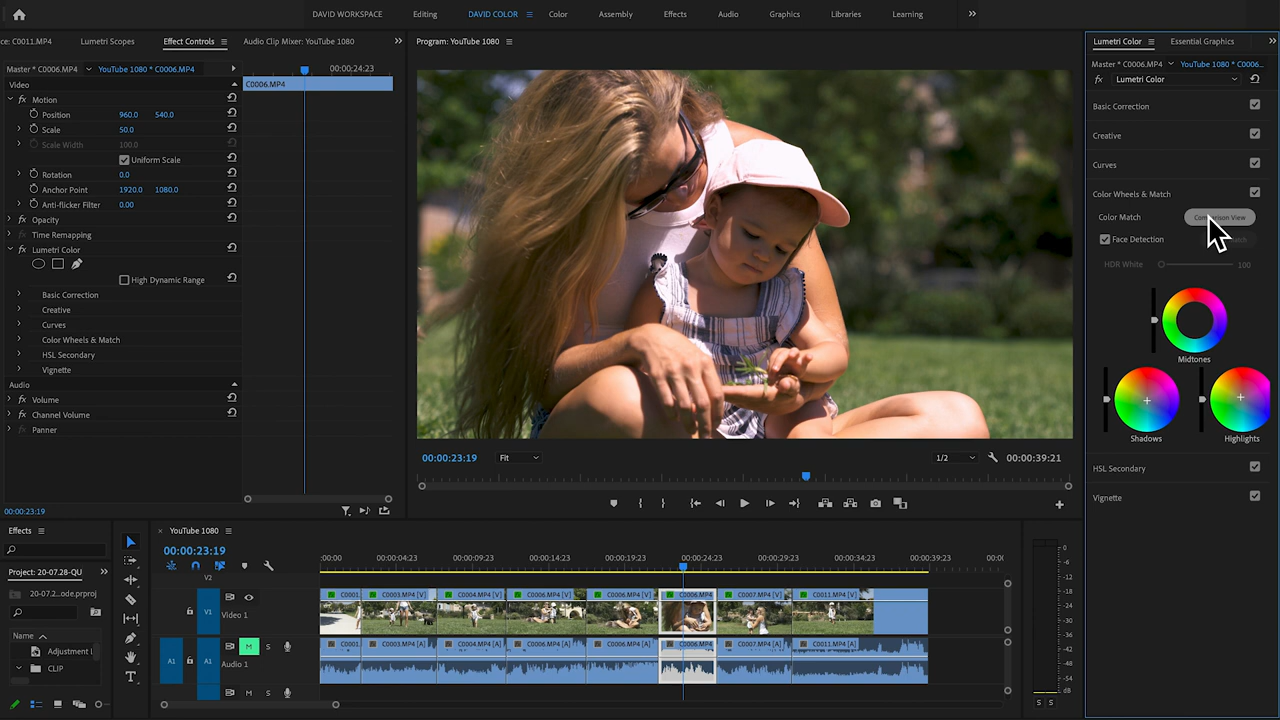 DAVID WORKSPACE Editing DAVID COLOR Color Assembly Effects Audio Graphics Libraries Learning
ce: C0011.MP4 Lumetri Scopes Effect Controls Audio Clip Mixer: YouTube 1080
Master * C0006.MP4 YouTube 1080 * C0006.MP4
00:00:24:23
Video
C0006.MP4
fx Motion
Position 960.0 540.0
Scale 50.0
Scale Width 100.0
Uniform Scale
Rotation 0.0
Anchor Point 1920.0 1080.0
Anti-flicker Filter 0.00
fx Opacity
fx Time Remapping
fx Lumetri Color
High Dynamic Range
Basic Correction
Creative
Curves
Color Wheels & Match
HSL Secondary
Vignette
Audio
fx Volume
fx Channel Volume
Panner
00:00:23:19
Program: YouTube 1080
00:00:23:19 Fit 1/2 00:00:39:21
Lumetri Color Essential Graphics
Master * C0006.MP4 YouTube 1080 * C0006...
fx Lumetri Color
Basic Correction
Creative
Curves
Color Wheels & Match
Color Match
Face Detection
HDR White 100
Midtones
Shadows Highlights
HSL Secondary
Vignette
Effects
Project: 20-07.28-QU
20-07.2...ode.prproj
Name
Adjustment l
CLIP
YouTube 1080
00:00:23:19
:00:00 00:00:04:23 00:00:09:23 00:00:14:23 00:00:19:23 00:00:24:23 00:00:29:23 00:00:34:23 00:00:39:23 00:0
V2
V1 Video 1
C0001. C0003.MP4 [V] C0004.MP4 [V] C0006.MP4 [V] C0006.MP4 [V] C0006.MP4 C0007.MP4 [V] C0011.MP4 [V]
A1 A1 M S Audio 1
C0001. C0003.MP4 [A] C0004.MP4 [A] C0006.MP4 [A] C0006.MP4 [A] C0006.MP4 C0007.MP4 [A] C0011.MP4 [A]
M S
0
-6
-12
-18
-24
-30
-36
-42
-48
-54
dB
S S